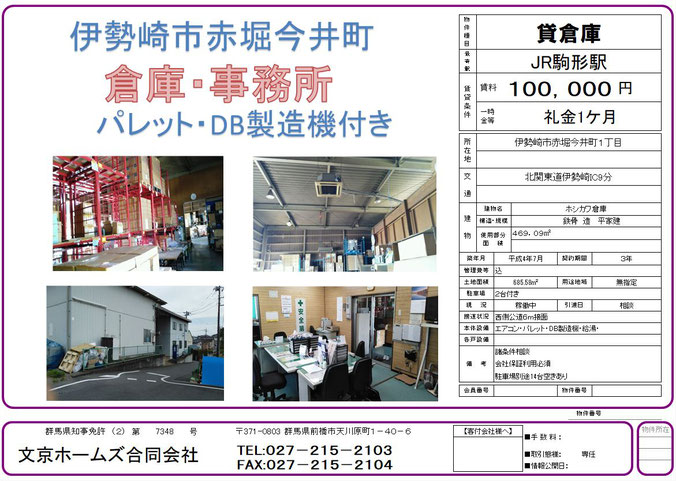 伊勢崎市赤堀今井町
倉庫・事務所
パレット・DB製造機付き
物件種目 貸倉庫
最寄駅 JR駒形駅
賃貸条件 賃料 100,000円
一時金等 礼金1ケ月
所在地 伊勢崎市赤堀今井町1丁目
交通 北関東道伊勢崎IC9分
建物 建物名 ホシカワ倉庫
構造・規模 鉄骨 造 平家建
使用部分面積 469.09㎡
築年月 平成4年7月 契約期間 3年
管理費等 込
土地面積 685.58㎡ 用途地域 無指定
駐車場 2台付き
現況 稼働中 引渡日 相談
接道状況 西側公道6m接面
本体設備 エアコン・パレット・DB製造機・給湯・
各戸設備
備考 諸条件相談
会社保証利用必須
駐車場別途14台空きあり
会員番号 物件番号
物件番号
群馬県知事免許(2)第 7348 号
〒371-0803 群馬県前橋市天川原町1-40-6
文京ホームズ合同会社
TEL:027-215-2103
FAX:027-215-2104
【客付会社様へ】
■手数料:
■取引態様: 専任
■情報公開日:
物件所在
安全第